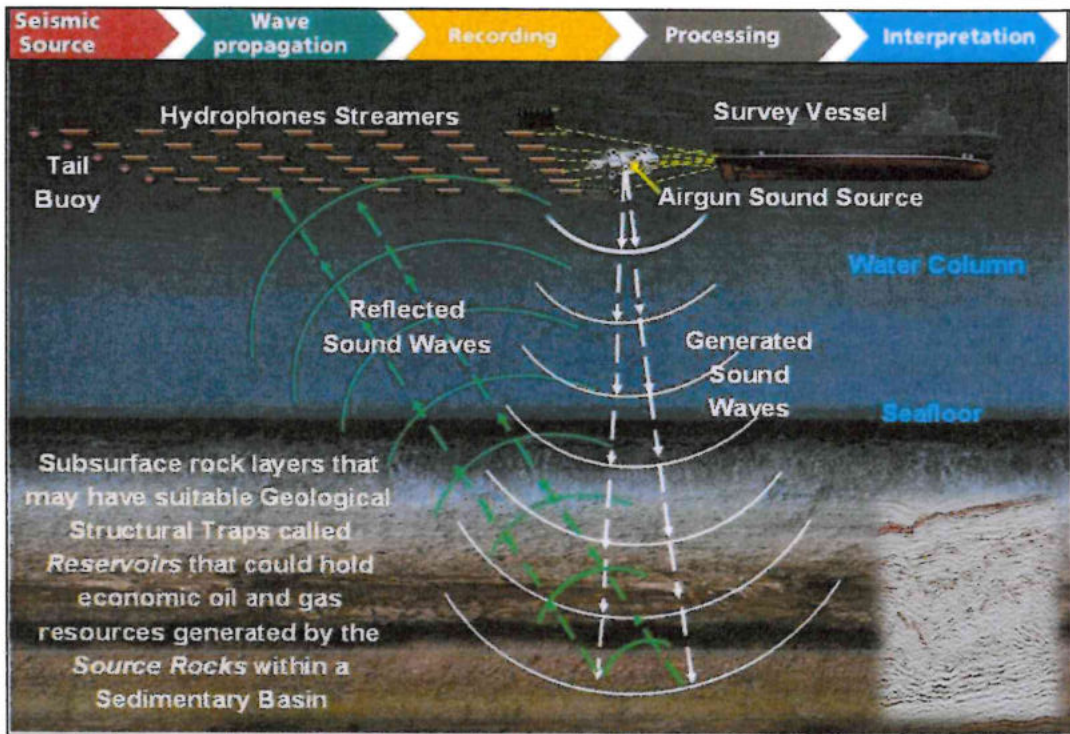 Seismic
Source
Wave
propagation
Recording
Processing
Interpretation
Hydrophones Streamers
Survey Vessel
Tail
Buoy
Airgun Sound Source
Water Column
Reflected
Sound Waves
Generated
Sound
Waves
Seafloor
Subsurface rock layers that
may have suitable Geological
Structural Traps called
Reservoirs that could hold
economic oil and gas
resources generated by the
Source Rocks within a
Sedimentary Basin